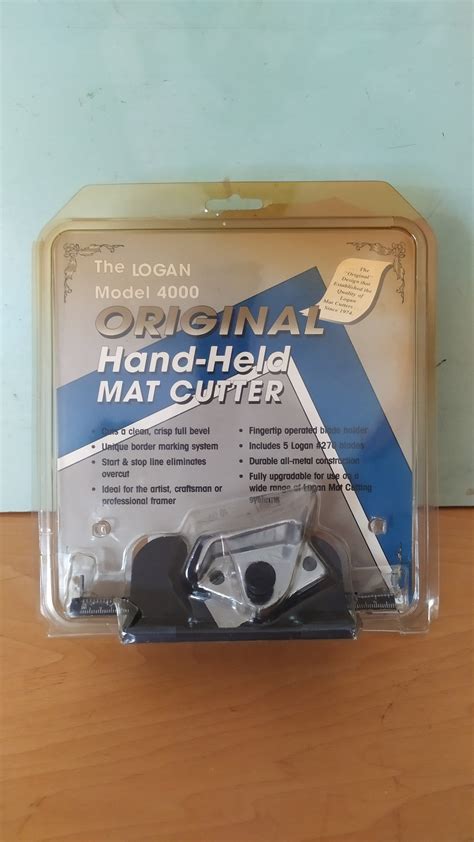 The LOGAN
Model 4000
ORIGINAL
Hand-Held
MAT CUTTER
The
"Original"
Design that
Established the
Quality of
Logan
Mat Cutters
Since 1974
• Cuts a clean, crisp full bevel
• Unique border marking system
• Start & stop line eliminates
overcut
• Ideal for the artist, craftsman or
professional framer
• Fingertip operated blade holder
• Includes 5 Logan #270 blades
• Durable all-metal construction
• Fully upgradable for use on a
wide range of Logan Mat Cutting
systems